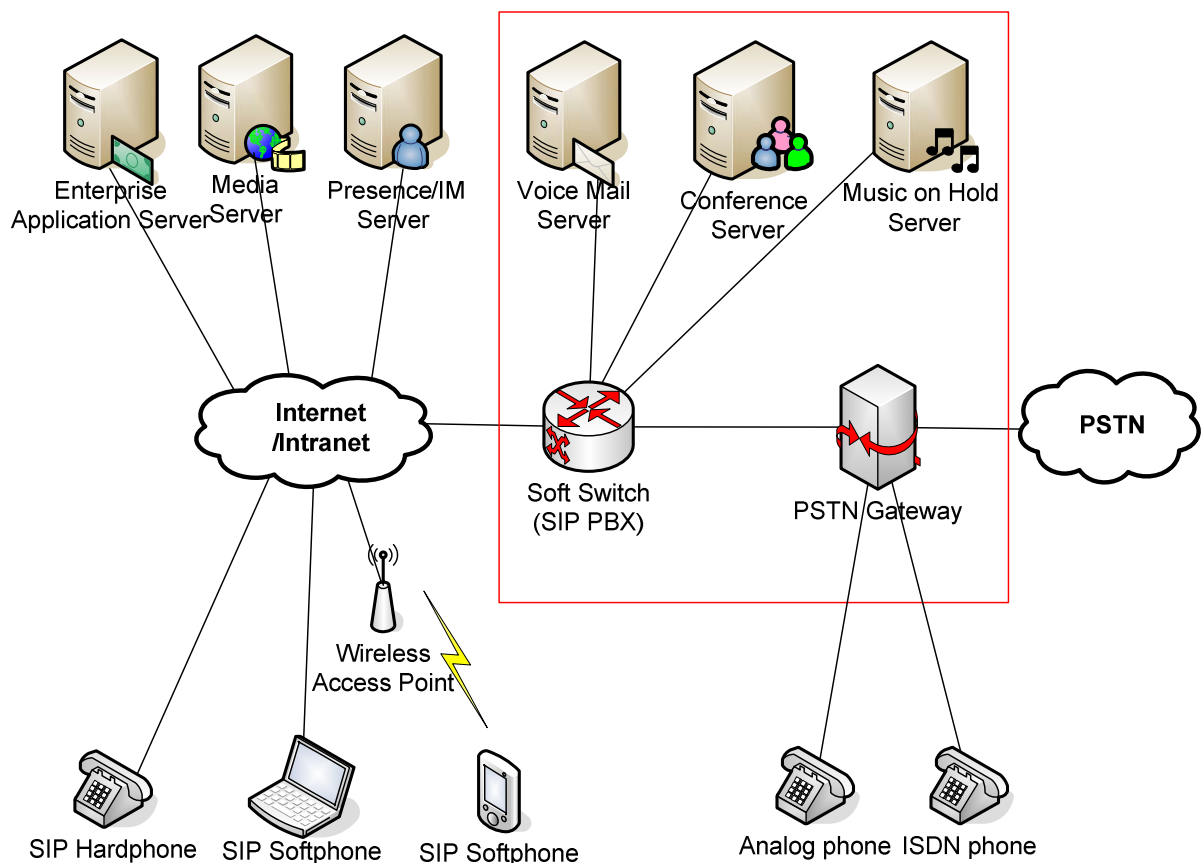 Enterprise
Application Server
Media
Server
Presence/IM
Server
Voice Mail
Server
Conference
Server
Music on Hold
Server
Internet
/Intranet
Soft Switch
(SIP PBX)
PSTN Gateway
PSTN
Wireless
Access Point
SIP Hardphone
SIP Softphone
SIP Softphone
Analog phone
ISDN phone